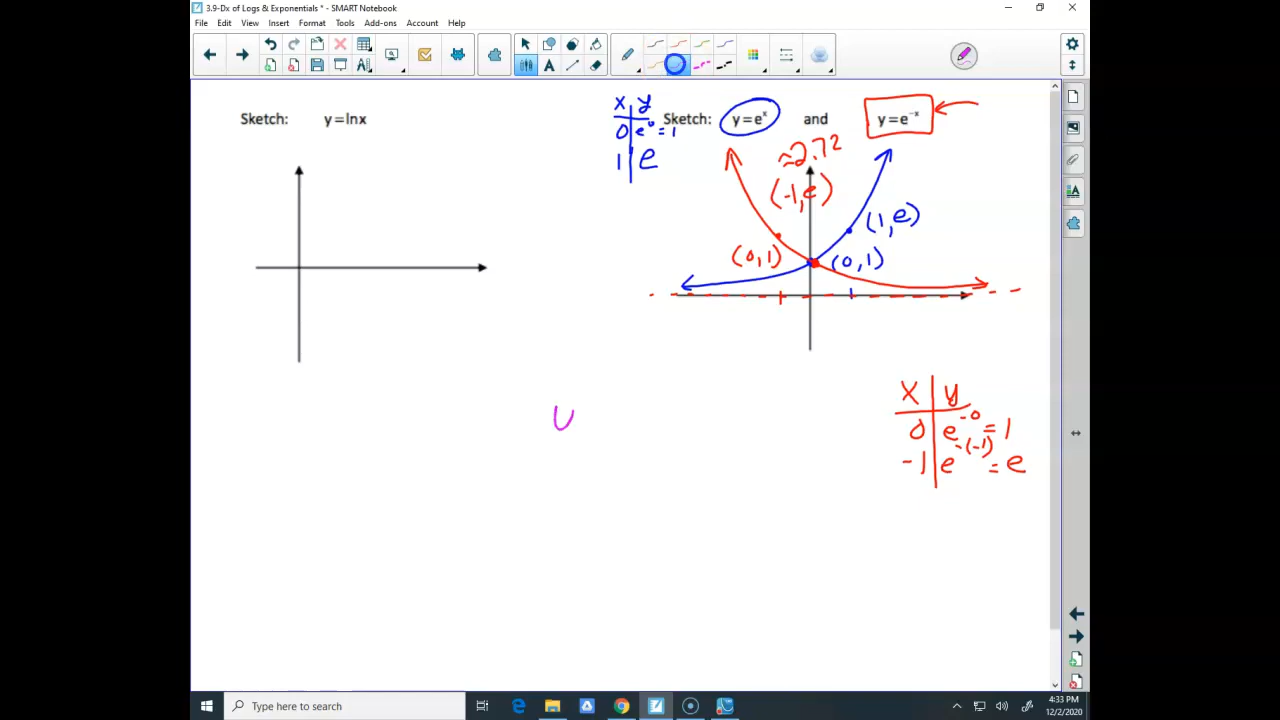 3.9-Dx of Logs & Exponentials * - SMART Notebook
File Edit View Insert Format Tools Add-ons Account Help
Sketch: y=lnx
x y
0 e⁰=1
1 e
Sketch: y=eˣ and y=e⁻ˣ
≈2.72
(-1,e)
(1,e)
(0,1) (0,1)
x y
0 e⁻⁰=1
-1 e⁻⁽⁻¹⁾=e
U
Type here to search
4:33 PM
12/2/2020